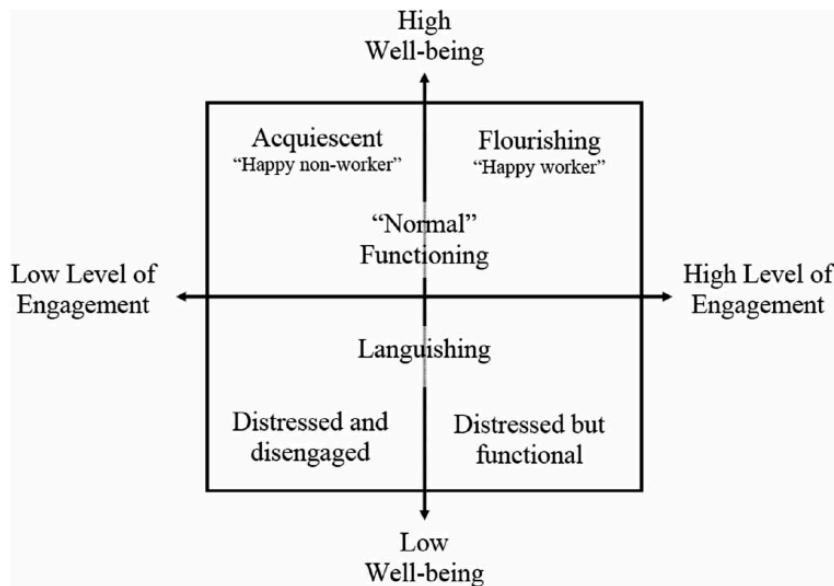 High
Well-being
Acquiescent
“Happy non-worker”
Flourishing
“Happy worker”
“Normal”
Functioning
Low Level of
Engagement
High Level of
Engagement
Languishing
Distressed and
disengaged
Distressed but
functional
Low
Well-being